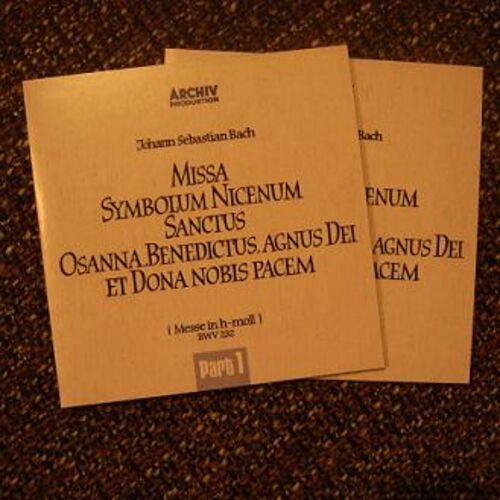 ARCHIV
PRODUKTION
Johann Sebastian Bach
MISSA
SYMBOLUM NICENUM
SANCTUS
OSANNA, BENEDICTUS, AGNUS DEI
ET DONA NOBIS PACEM
( Messe in h-moll )
BWV 232
part 1
Bach
ENUM
AGNUS DEI
PACEM